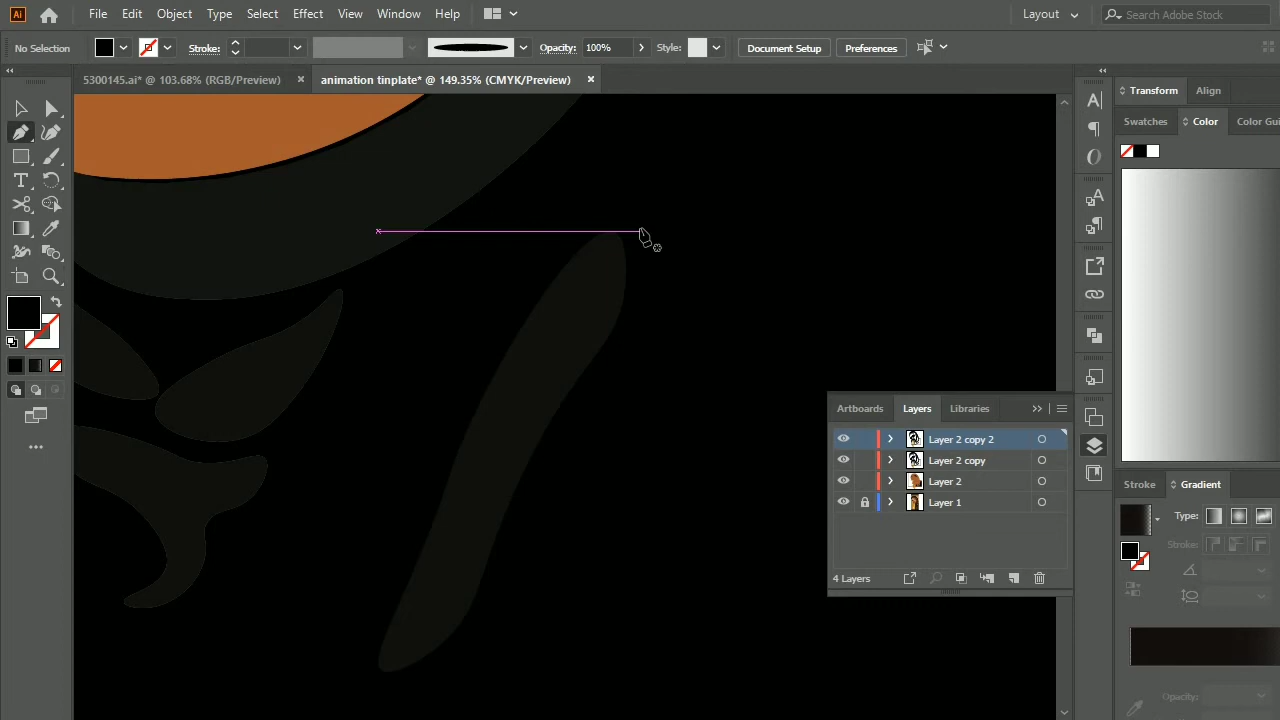 Ai File Edit Object Type Select Effect View Window Help Layout Search Adobe Stock
No Selection Stroke: Opacity: 100% Style: Document Setup Preferences
5300145.ai* @ 103.68% (RGB/Preview) × animation tinplate* @ 149.35% (CMYK/Preview) ×
Transform Align
Swatches Color Color Gui
Artboards Layers Libraries
Layer 2 copy 2
Layer 2 copy
Layer 2
Layer 1
4 Layers
Stroke Gradient
Type:
Stroke:
Opacity: